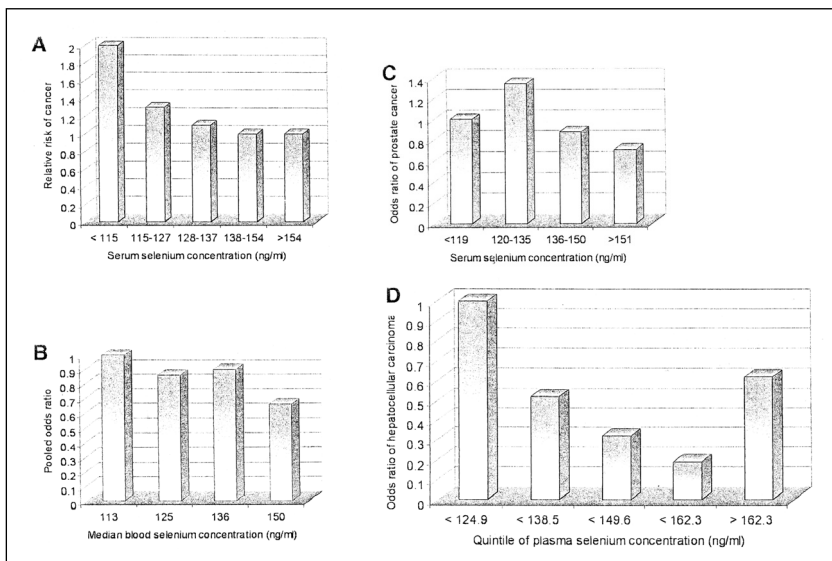 A
Relative risk of cancer
2
1.8
1.6
1.4
1.2
1
0.8
0.6
0.4
0.2
0
< 115 115-127 128-137 138-154 >154
Serum selenium concentration (ng/ml)
B
Pooled odds ratio
1
0.9
0.8
0.7
0.6
0.5
0.4
0.3
0.2
0.1
0
113 125 136 150
Median blood selenium concentration (ng/ml)
C
Odds ratio of prostate cancer
1.4
1.2
1
0.8
0.6
0.4
0.2
0
<119 120-135 136-150 >151
Serum selenium concentration (ng/ml)
D
Odds ratio of hepatocellular carcinoma
1
0.9
0.8
0.7
0.6
0.5
0.4
0.3
0.2
0.1
0
< 124.9 < 138.5 < 149.6 < 162.3 > 162.3
Quintile of plasma selenium concentration (ng/ml)